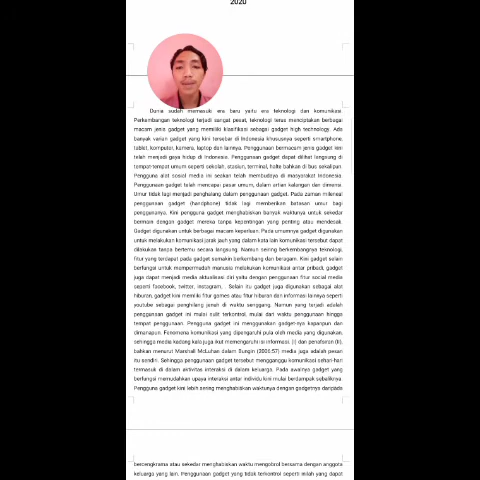 2020
Dunia sudah memasuki era baru yaitu era teknologi dan komunikasi.
Perkembangan teknologi terjadi sangat pesat, teknologi terus menciptakan berbagai
macam jenis gadget yang memiliki klasifikasi sebagai gadget high technology. Ada
banyak varian gadget yang kini tersebar di Indonesia khususnya seperti smartphone,
tablet, komputer, kamera, laptop dan lainnya. Penggunaan bermacam jenis gadget kini
telah menjadi gaya hidup di Indonesia. Penggunaan gadget dapat dilihat langsung di
tempat-tempat umum seperti sekolah, stasiun, terminal, halte bahkan di bus sekalipun.
Pengguna alat sosial media ini seakan telah membudaya di masyarakat Indonesia.
Penggunaan gadget telah mencapai pasar umum, dalam artian kalangan dan dimensi.
Umur tidak lagi menjadi penghalang dalam penggunaan gadget. Pada zaman milenial
penggunaan gadget (handphone) tidak lagi memberikan batasan umur bagi
penggunanya. Kini pengguna gadget menghabiskan banyak waktunya untuk sekedar
bermain dengan gadget mereka tanpa kepentingan yang penting atau mendesak.
Gadget digunakan untuk berbagai macam keperluan. Pada umumnya gadget digunakan
untuk melakukan komunikasi jarak jauh yang dalam kata lain komunikasi tersebut dapat
dilakukan tanpa bertemu secara langsung. Namun seiring berkembangnya teknologi,
fitur yang terdapat pada gadget semakin berkembang dan beragam. Kini gadget selain
berfungsi untuk mempermudah manusia melakukan komunikasi antar pribadi, gadget
juga dapat menjadi media aktualisasi diri yaitu dengan penggunaan fitur social media
seperti facebook, twitter, instagram,.. Selain itu gadget juga digunakan sebagai alat
hiburan, gadget kini memiliki fitur games atau fitur hiburan dan informasi lainnya seperti
youtube sebagai penghilang jenuh di waktu senggang. Namun yang terjadi adalah
penggunaan gadget ini mulai sulit terkontrol, mulai dari waktu penggunaan hingga
tempat penggunaan. Pengguna gadget ini menggunakan gadget-nya kapanpun dan
dimanapun. Fenomena komunikasi yang dipengaruhi pula oleh media yang digunakan,
sehingga media kadang kala juga ikut memengaruhi isi informasi, (i) dan penafsiran (ii),
bahkan menurut Marshall McLuhan dalam Bungin (2006:57) media juga adalah pesan
itu sendiri. Sehingga penggunaan gadget tersebut mengganggu komunikasi sehari-hari
termasuk di dalam aktivitas interaksi di dalam keluarga. Pada awalnya gadget yang
berfungsi memudahkan upaya interaksi antar individu kini mulai berdampak sebaliknya.
Pengguna gadget kini lebih sering menghabiskan waktunya dengan gadgetnya daripada
bercengkrama atau sekedar menghabiskan waktu mengobrol bersama dengan anggota
keluarga yang lain. Penggunaan gadget yang tidak terkontrol seperti inilah yang dapat